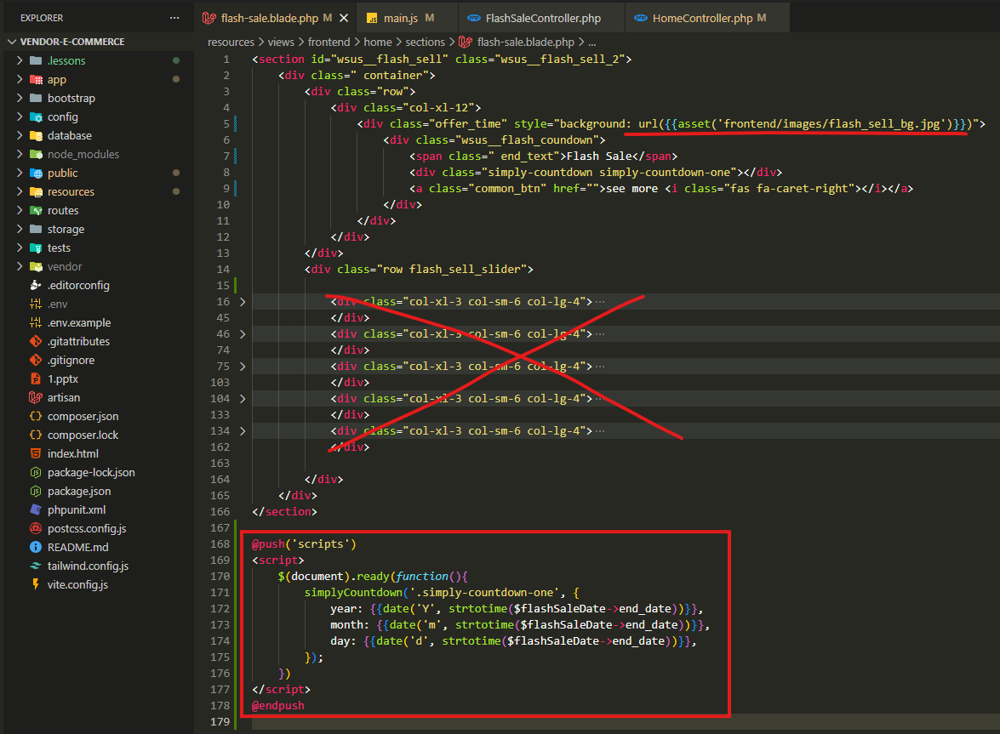 EXPLORER
VENDOR-E-COMMERCE
.lessons
app
bootstrap
config
database
node_modules
public
resources
routes
storage
tests
vendor
.editorconfig
.env
.env.example
.gitattributes
.gitignore
1.pptx
artisan
composer.json
composer.lock
index.html
package-lock.json
package.json
phpunit.xml
postcss.config.js
README.md
tailwind.config.js
vite.config.js
flash-sale.blade.php M
JS main.js M
php FlashSaleController.php
php HomeController.php M
resources > views > frontend > home > sections > flash-sale.blade.php > ...
1 <section id="wsus__flash_sell" class="wsus__flash_sell_2">
2 <div class=" container">
3 <div class="row">
4 <div class="col-xl-12">
5 <div class="offer_time" style="background: url({{asset('frontend/images/flash_sell_bg.jpg')}})">
6 <div class="wsus__flash_coundown">
7 <span class=" end_text">Flash Sale</span>
8 <div class="simply-countdown simply-countdown-one"></div>
9 <a class="common_btn" href="">see more <i class="fas fa-caret-right"></i></a>
10 </div>
11 </div>
12 </div>
13 </div>
14 <div class="row flash_sell_slider">
15
16 <div class="col-xl-3 col-sm-6 col-lg-4">...
45 </div>
46 <div class="col-xl-3 col-sm-6 col-lg-4">...
74 </div>
75 <div class="col-xl-3 col-sm-6 col-lg-4">...
103 </div>
104 <div class="col-xl-3 col-sm-6 col-lg-4">...
133 </div>
134 <div class="col-xl-3 col-sm-6 col-lg-4">...
162 </div>
163
164 </div>
165 </div>
166 </section>
167
168 @push('scripts')
169 <script>
170 $(document).ready(function(){
171 simplyCountdown('.simply-countdown-one', {
172 year: {{date('Y', strtotime($flashSaleDate->end_date))}},
173 month: {{date('m', strtotime($flashSaleDate->end_date))}},
174 day: {{date('d', strtotime($flashSaleDate->end_date))}},
175 });
176 })
177 </script>
178 @endpush
179